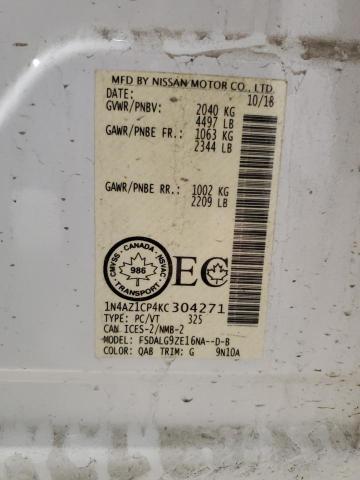 MFD BY NISSAN MOTOR CO., LTD.
DATE: 10/18
GVWR/PNBV: 2040 KG
4497 LB
GAWR/PNBE FR: 1063 KG
2344 LB
GAWR/PNBE RR: 1002 KG
2209 LB
CANADA
CMVSS NSVAC
986
TRANSPORT
EC
1N4AZ1CP4KC304271
TYPE: PC/VT 325
CAN ICES-2/NMB-2
MODEL: FSDALG9ZE16NA--D-B
COLOR: QAB TRIM: G 9N10A